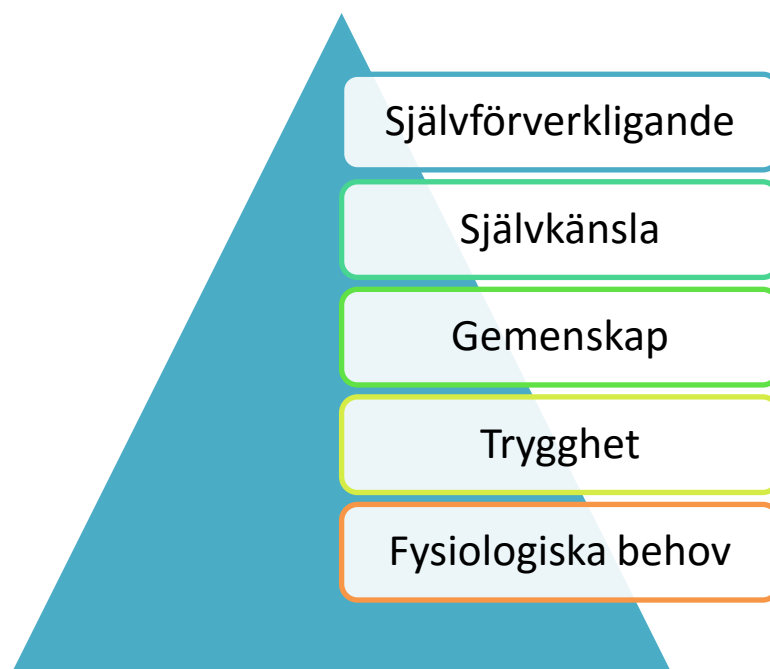 Självförverkligande
Självkänsla
Gemenskap
Trygghet
Fysiologiska behov